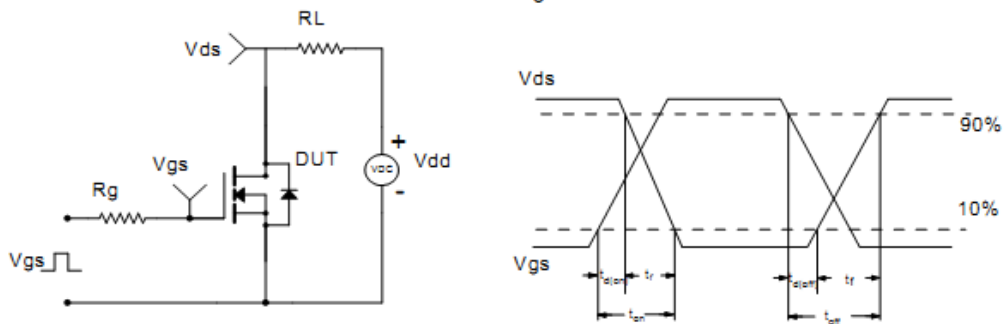 RL
Vds
+
Vdd
-
VDC
DUT
Vgs
Rg
Vgs
Vds
90%
10%
Vgs
td(on) tr
ton
td(off) tf
toff